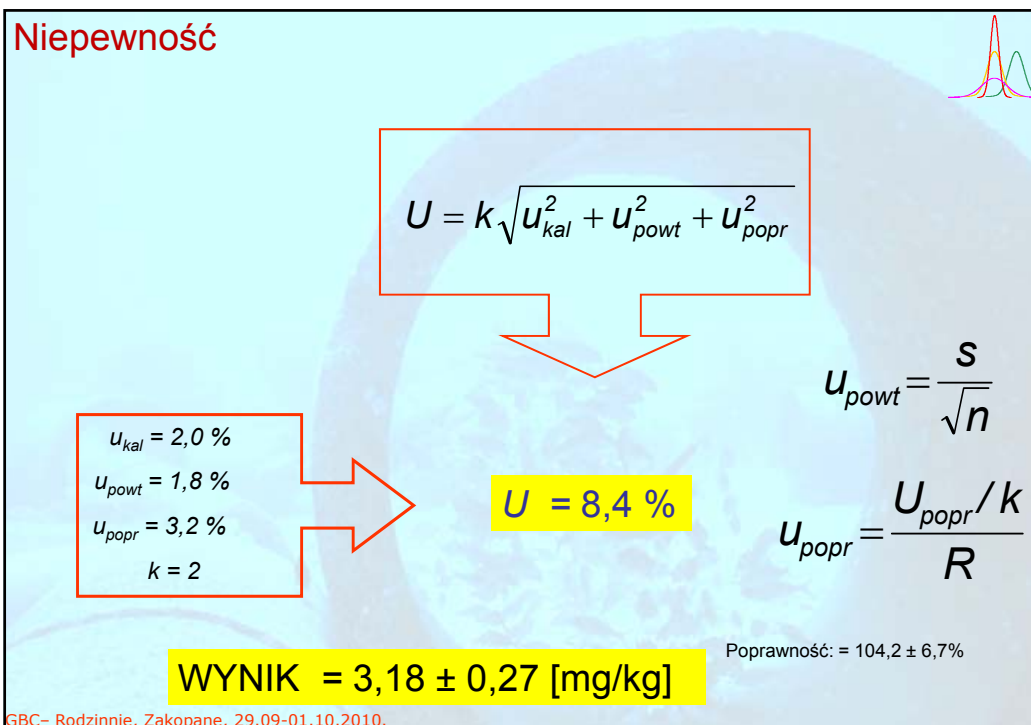 Niepewność
U = k√(u²kal + u²powt + u²popr)
upowt = s/√n
ukal = 2,0 %
upowt = 1,8 %
upopr = 3,2 %
k = 2
U = 8,4 %
upopr = (Upopr/k)/R
Poprawność: = 104,2 ± 6,7%
WYNIK = 3,18 ± 0,27 [mg/kg]
GBC– Rodzinnie, Zakopane, 29.09-01.10.2010.